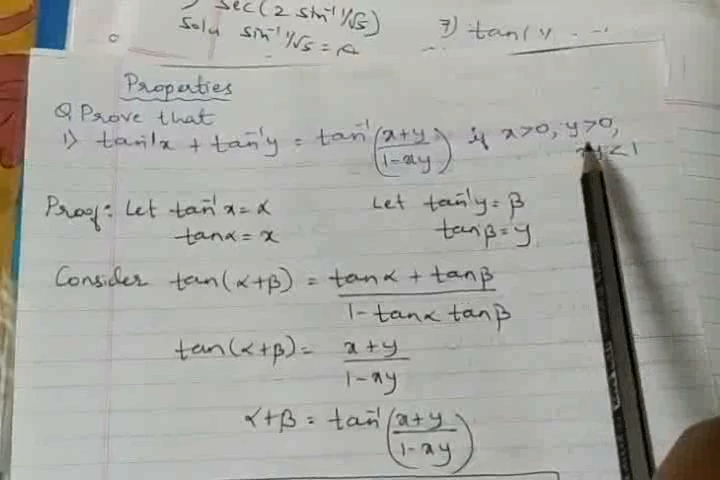 sec(2 sin⁻¹ 1/√5)
Solu sin⁻¹ 1/√5 = A
7) tan(
Properties
Q Prove that
1) tan⁻¹x + tan⁻¹y = tan⁻¹(x+y/1-xy) if x>0, y>0,
xy<1
Proof: Let tan⁻¹x = α Let tan⁻¹y = β
tanα = x tanβ = y
Consider tan(α+β) = tanα + tanβ / 1 - tanα tanβ
tan(α+β) = x+y / 1-xy
α+β = tan⁻¹(x+y/1-xy)